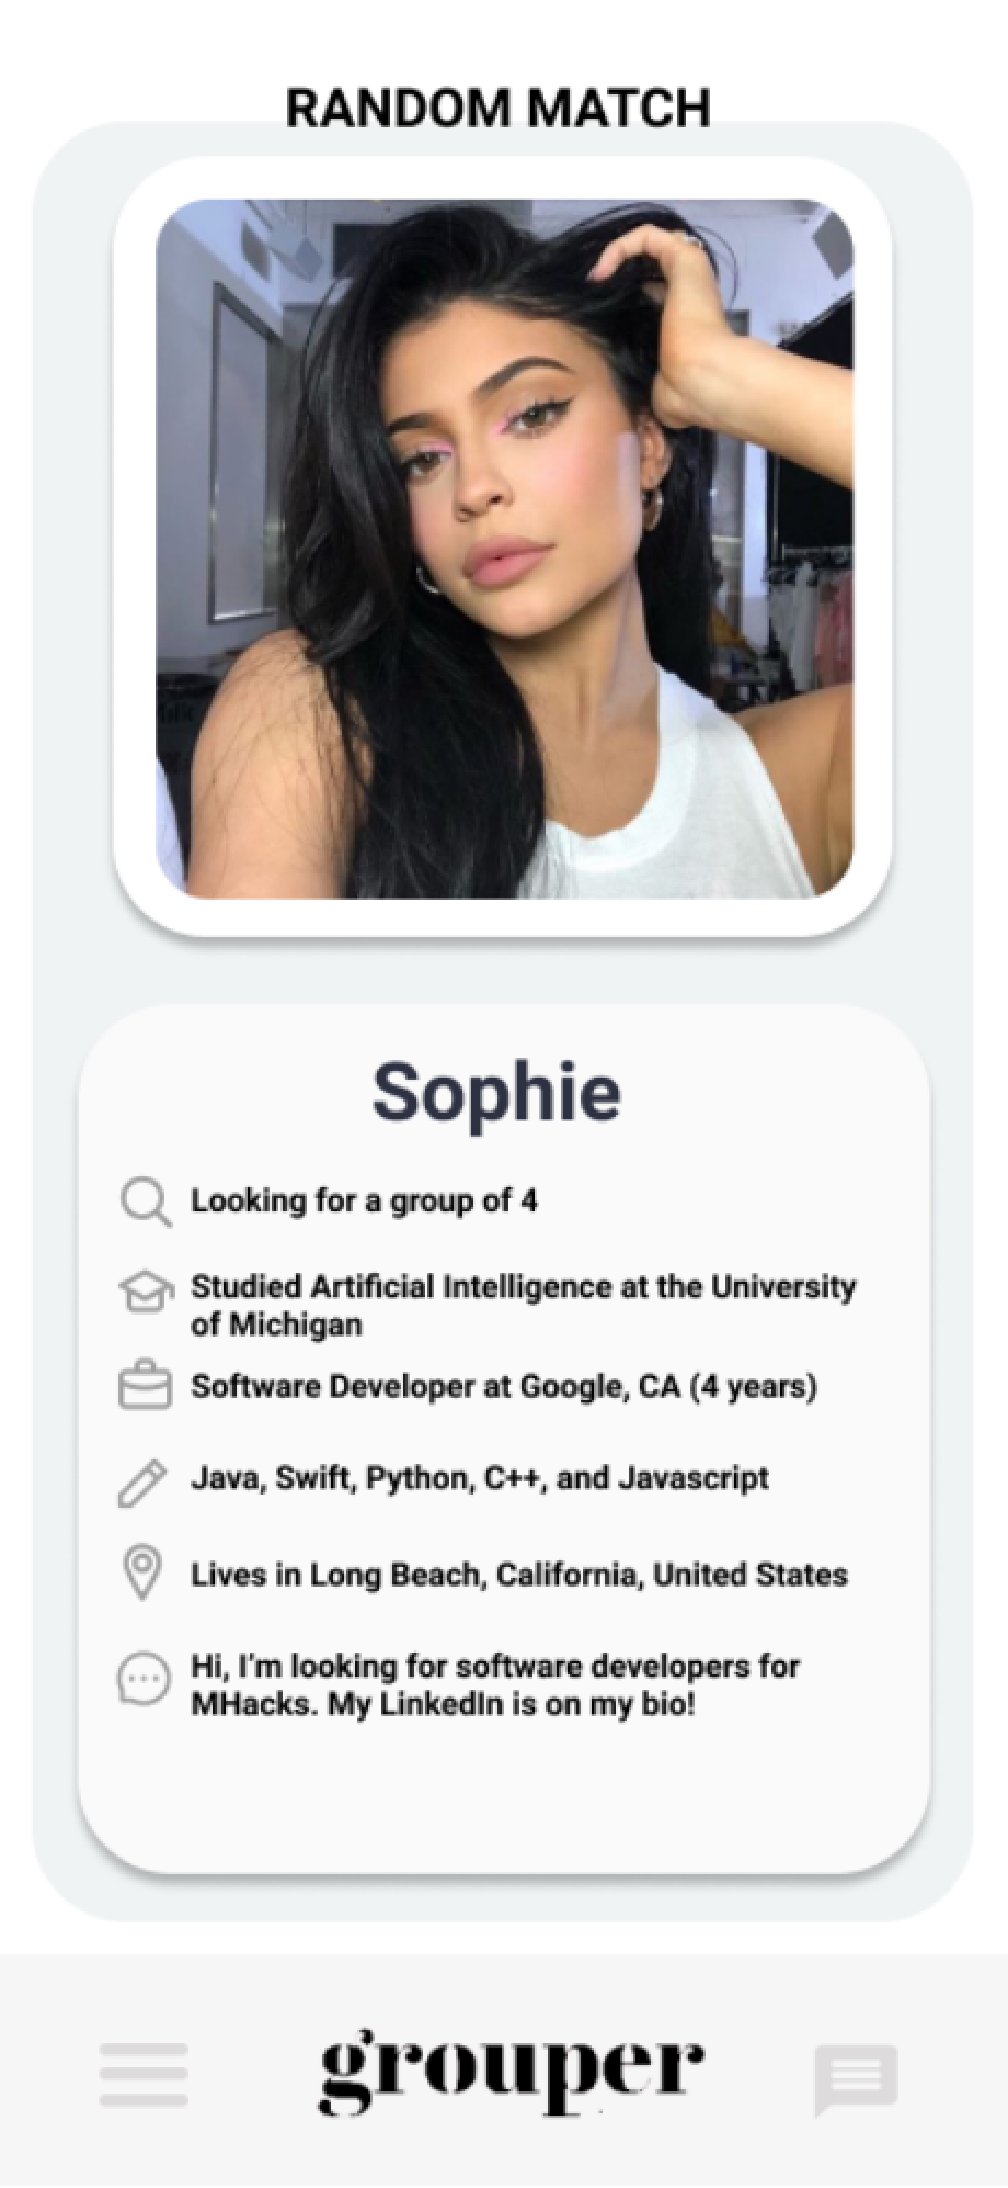 RANDOM MATCH
Sophie
Looking for a group of 4
Studied Artificial Intelligence at the University
of Michigan
Software Developer at Google, CA (4 years)
Java, Swift, Python, C++, and Javascript
Lives in Long Beach, California, United States
Hi, I'm looking for software developers for
MHacks. My LinkedIn is on my bio!
grouper